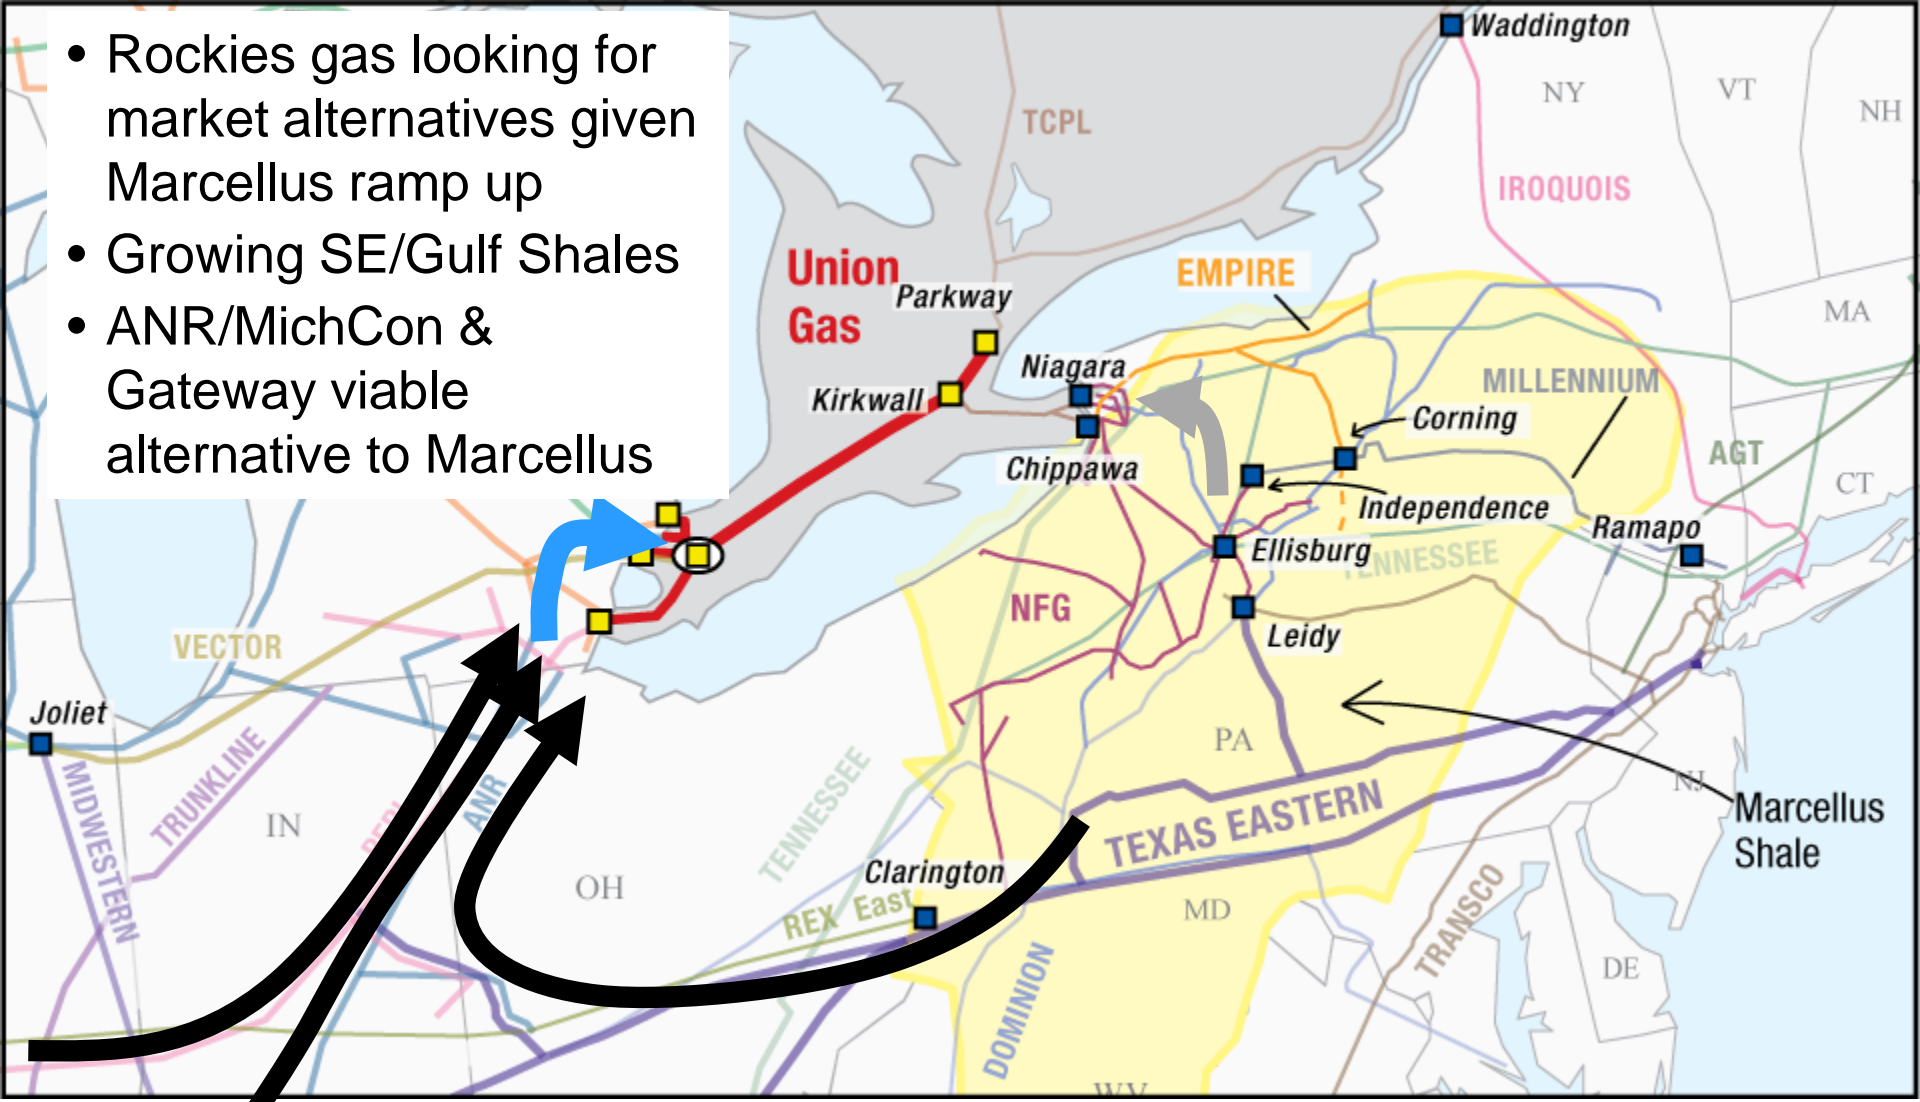 • Rockies gas looking for
market alternatives given
Marcellus ramp up
• Growing SE/Gulf Shales
• ANR/MichCon &
Gateway viable
alternative to Marcellus
Waddington
NY
VT
NH
TCPL
IROQUOIS
Union
Gas
Parkway
EMPIRE
MA
Niagara
Kirkwall
MILLENNIUM
Corning
Chippawa
AGT
CT
Independence
Ramapo
Ellisburg
TENNESSEE
NFG
Leidy
VECTOR
Joliet
PA
MIDWESTERN
TRUNKLINE
ANR
IN
TENNESSEE
NJ
Marcellus
Shale
TEXAS EASTERN
Clarington
OH
REX East
MD
TRANSCO
DOMINION
DE
WV